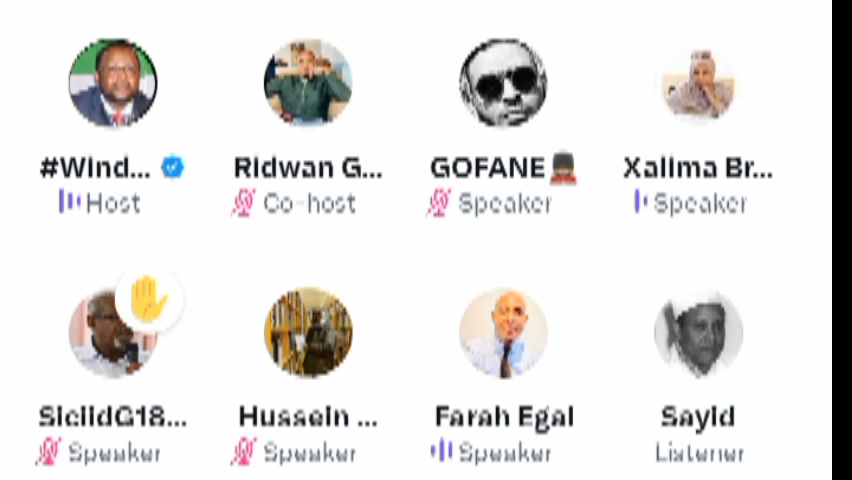 #Wind... Ridwan G... GOFANE Xalima Br...
Host Co-host Speaker Speaker
SiciidG18... Hussein ... Farah Egal Sayid
Speaker Speaker Speaker Listener